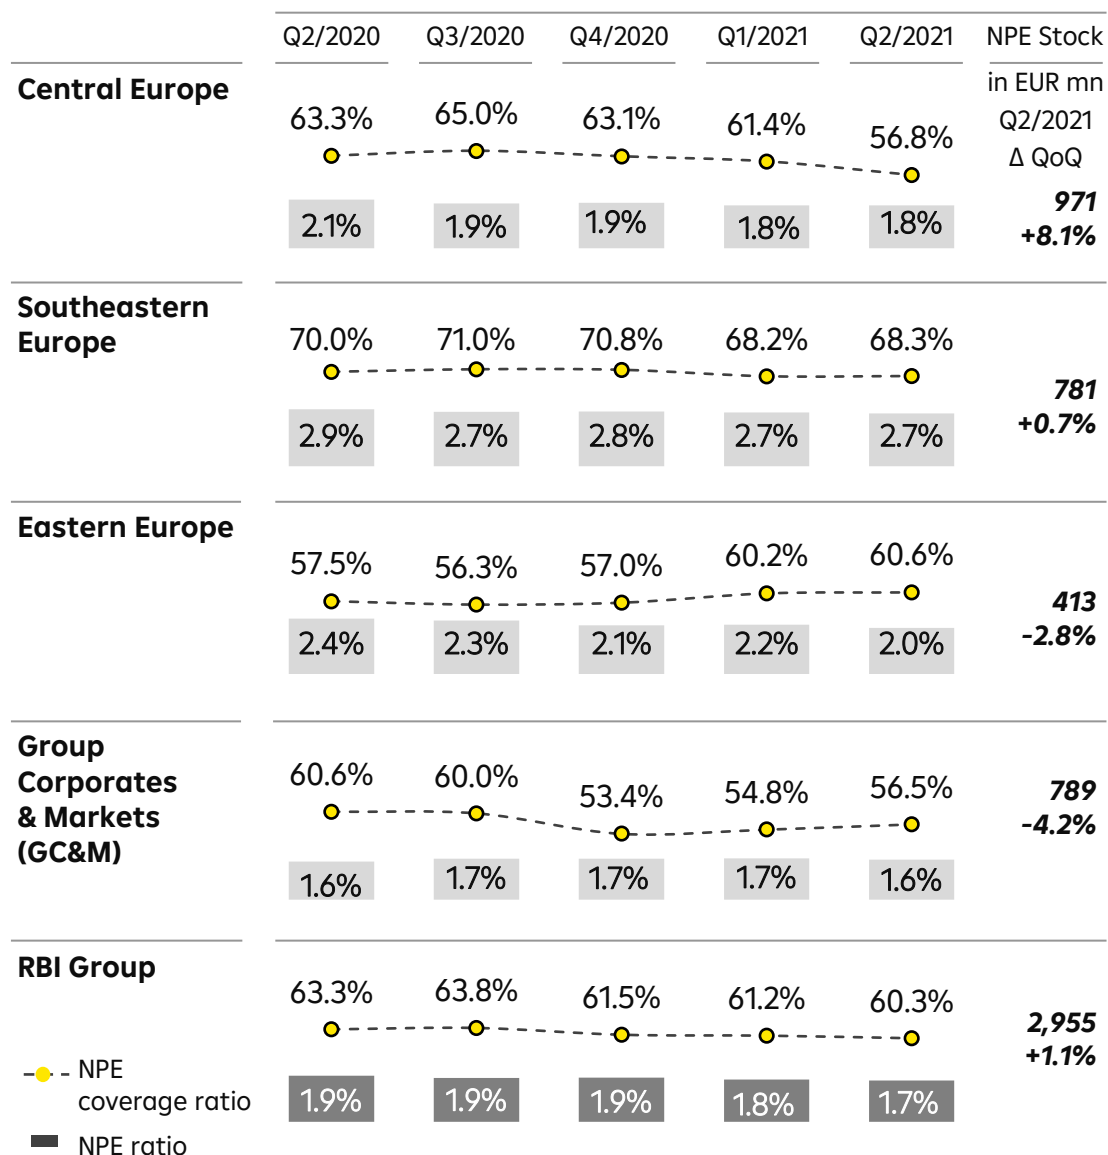 Q2/2020 Q3/2020 Q4/2020 Q1/2021 Q2/2021 NPE Stock
in EUR mn
Q2/2021
Δ QoQ
Central Europe
63.3% 65.0% 63.1% 61.4% 56.8%
2.1% 1.9% 1.9% 1.8% 1.8%
971
+8.1%
Southeastern
Europe
70.0% 71.0% 70.8% 68.2% 68.3%
2.9% 2.7% 2.8% 2.7% 2.7%
781
+0.7%
Eastern Europe
57.5% 56.3% 57.0% 60.2% 60.6%
2.4% 2.3% 2.1% 2.2% 2.0%
413
-2.8%
Group
Corporates
& Markets
(GC&M)
60.6% 60.0% 53.4% 54.8% 56.5%
1.6% 1.7% 1.7% 1.7% 1.6%
789
-4.2%
RBI Group
63.3% 63.8% 61.5% 61.2% 60.3%
1.9% 1.9% 1.9% 1.8% 1.7%
2,955
+1.1%
NPE
coverage ratio
NPE ratio